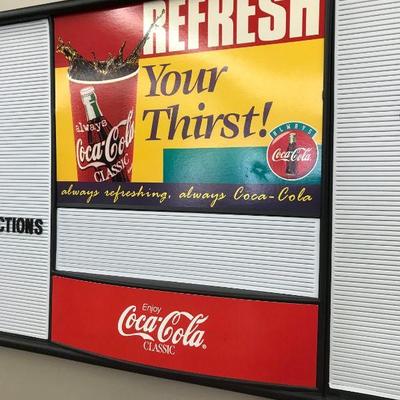 REFRESH
Your
Thirst!
always
Coca-Cola
CLASSIC
ALWAYS
Coca-Cola
always refreshing, always Coca-Cola
CTIONS
Enjoy
Coca-Cola
CLASSIC